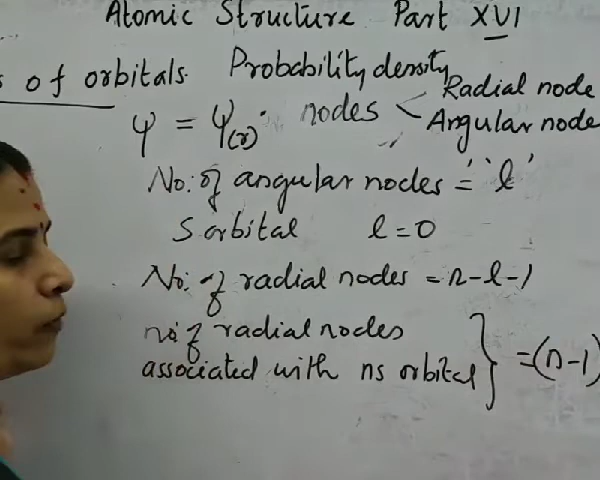 Atomic Structure Part XVI
s of orbitals. Probability density
ψ = ψ(r). nodes < Radial node
Angular node
No: of angular nodes = 'l'
S orbital l = 0
No: of radial nodes = n-l-1
no: of radial nodes
associated with ns orbital } = (n-1)